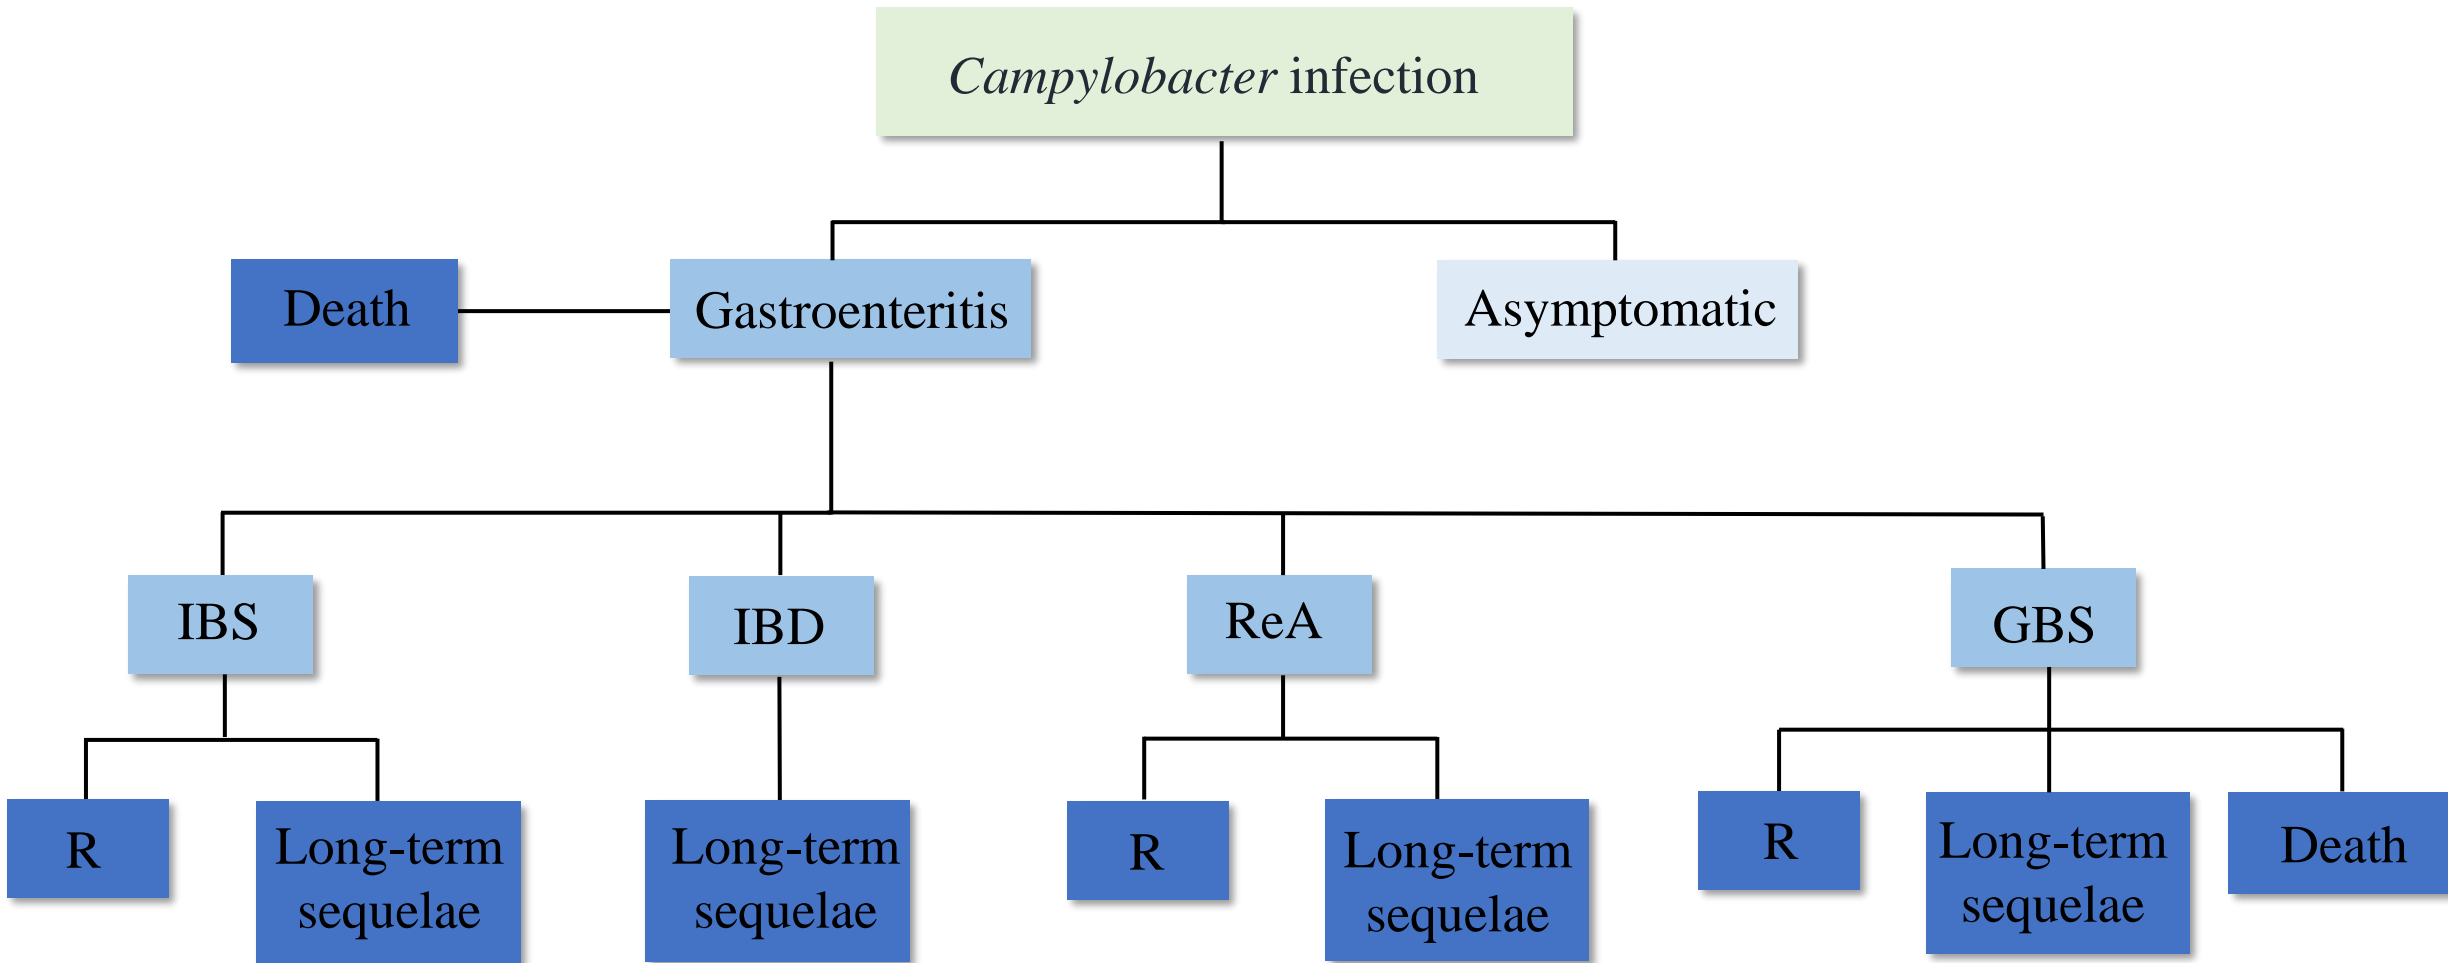 Campylobacter infection
Death
Gastroenteritis
Asymptomatic
IBS
IBD
ReA
GBS
R
Long-term
sequelae
Long-term
sequelae
R
Long-term
sequelae
R
Long-term
sequelae
Death